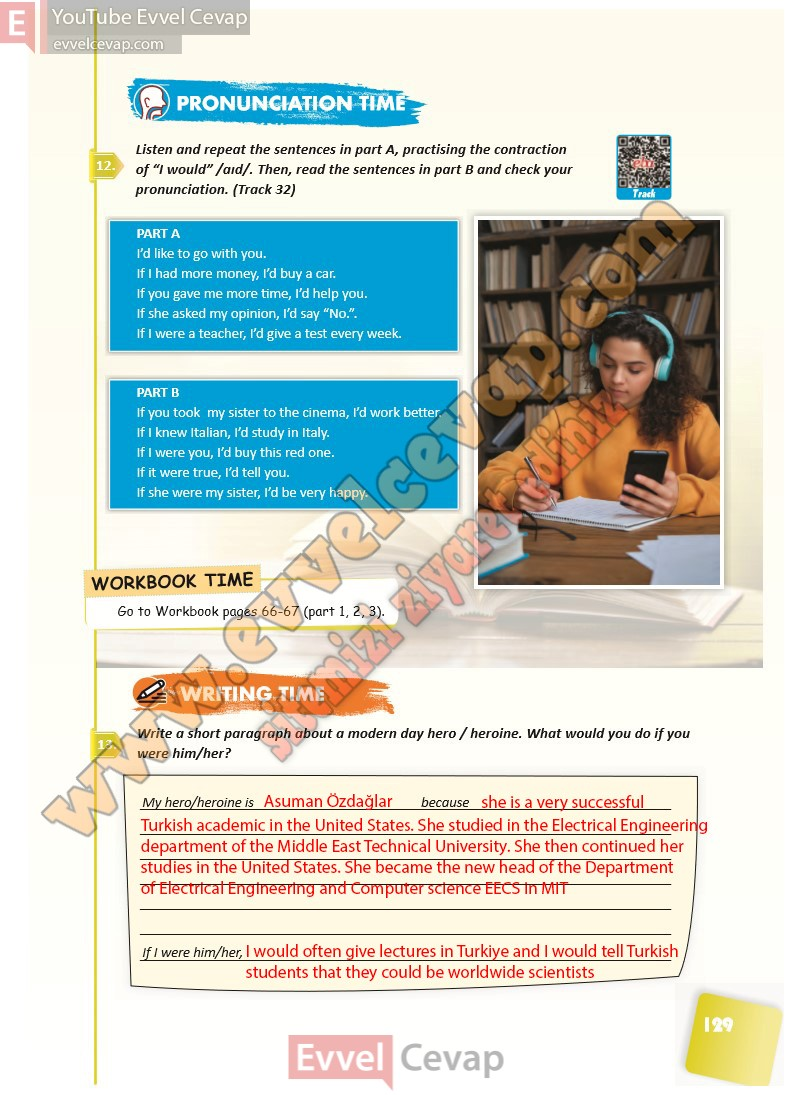 E
YouTube Evvel Cevap
evvelcevap.com
PRONUNCIATION TIME
12.
Listen and repeat the sentences in part A, practising the contraction
of “I would” /aɪd/. Then, read the sentences in part B and check your
pronunciation. (Track 32)
Track
PART A
I’d like to go with you.
If I had more money, I’d buy a car.
If you gave me more time, I’d help you.
If she asked my opinion, I’d say “No.”.
If I were a teacher, I’d give a test every week.
PART B
If you took my sister to the cinema, I’d work better.
If I knew Italian, I’d study in Italy.
If I were you, I’d buy this red one.
If it were true, I’d tell you.
If she were my sister, I’d be very happy.
www.evvelcevap.com
sitemizi ziyaret ediniz
WORKBOOK TIME
Go to Workbook pages 66-67 (part 1, 2, 3).
WRITING TIME
13.
Write a short paragraph about a modern day hero / heroine. What would you do if you
were him/her?
My hero/heroine is Asuman Özdağlar because she is a very successful
Turkish academic in the United States. She studied in the Electrical Engineering
department of the Middle East Technical University. She then continued her
studies in the United States. She became the new head of the Department
of Electrical Engineering and Computer science EECS in MIT
If I were him/her, I would often give lectures in Turkiye and I would tell Turkish
students that they could be worldwide scientists
129
Evvel Cevap